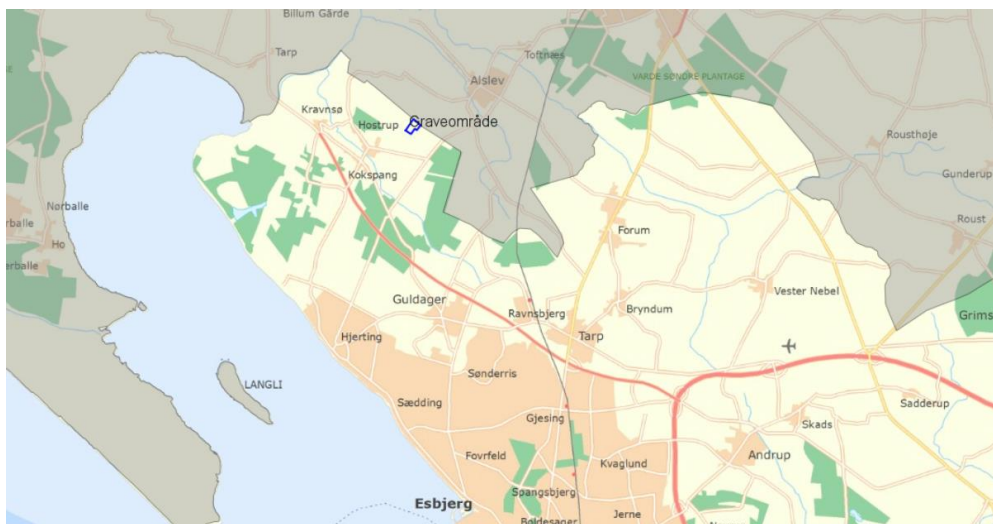 Billum Gårde
Tarp
Toftnæs
Alslev
VARDE SØNDRE PLANTAGE
Kravnsø
Hostrup
Graveområde
Rousthøje
Gunderup
Kokspang
Nørballe
Roust
Ho
Forum
Vester Nebel
Guldager
Ravnsbjerg
Bryndum
Grims
Hjerting
Tarp
Sønderris
LANGLI
Sædding
Gjesing
Skads
Sadderup
Fovrfeld
Kvaglund
Andrup
Spangsbjerg
Esbjerg
Boldesager
Jerne